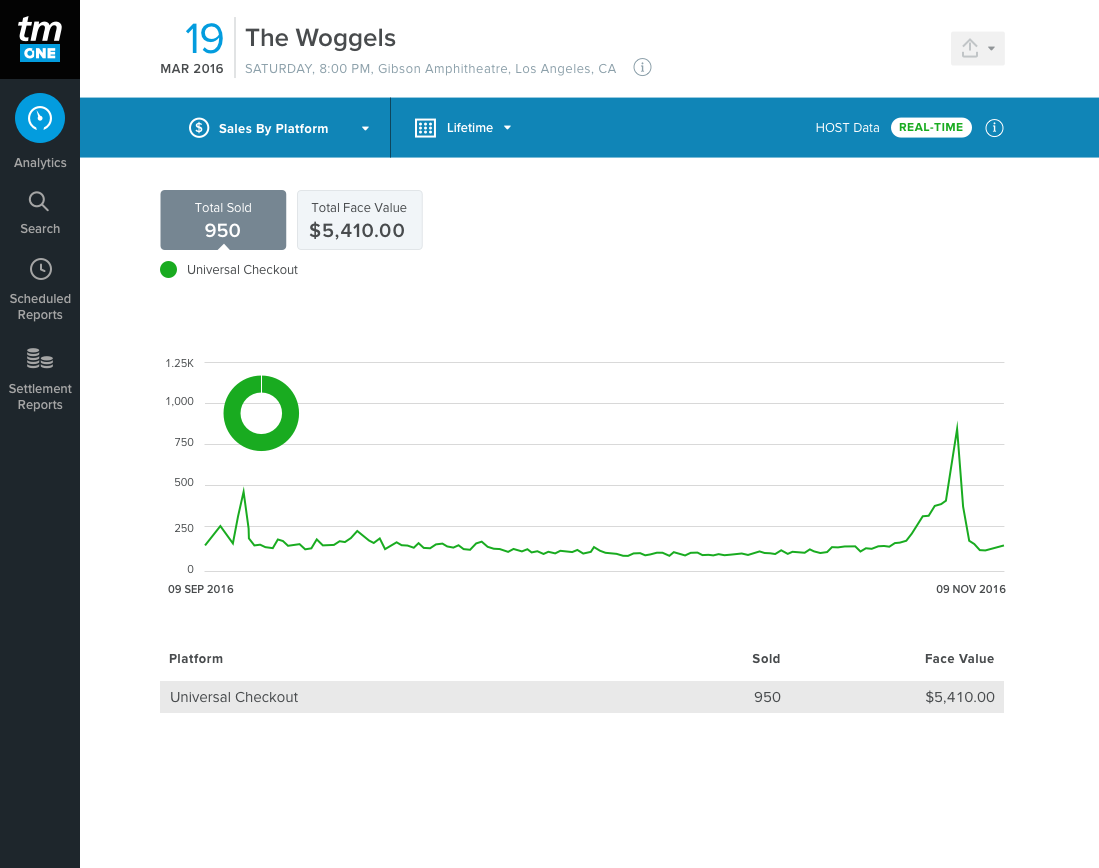 tm
ONE
Analytics
Search
Scheduled
Reports
Settlement
Reports
19
MAR 2016
The Woggels
SATURDAY, 8:00 PM, Gibson Amphitheatre, Los Angeles, CA
i
$ Sales By Platform
Lifetime
HOST Data REAL-TIME i
Total Sold
950
Total Face Value
$5,410.00
Universal Checkout
1.25K
1,000
750
500
250
0
09 SEP 2016 09 NOV 2016
Platform Sold Face Value
Universal Checkout 950 $5,410.00